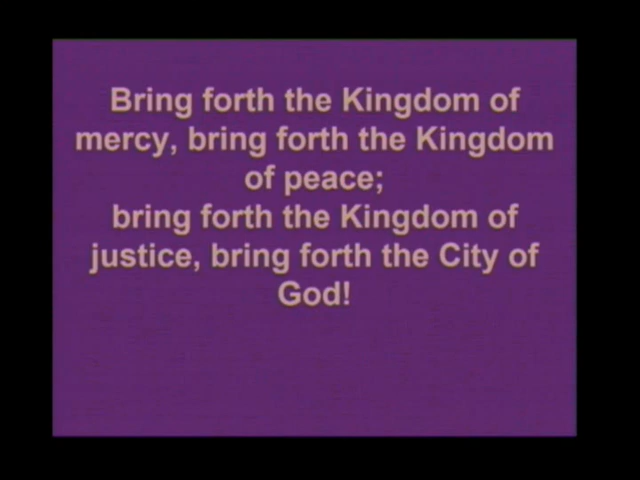 Bring forth the Kingdom of
mercy, bring forth the Kingdom
of peace;
bring forth the Kingdom of
justice, bring forth the City of
God!